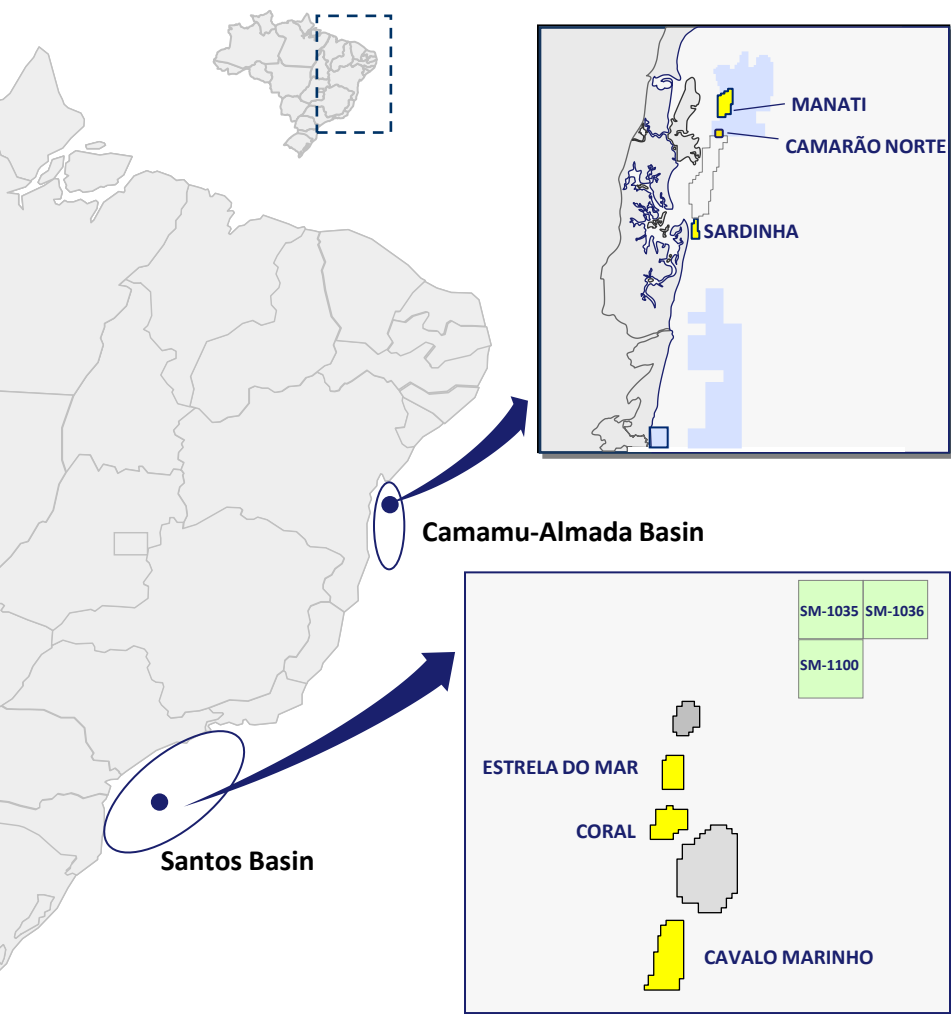 MANATI
CAMARÃO NORTE
SARDINHA
Camamu-Almada Basin
SM-1035 SM-1036
SM-1100
ESTRELA DO MAR
CORAL
Santos Basin
CAVALO MARINHO